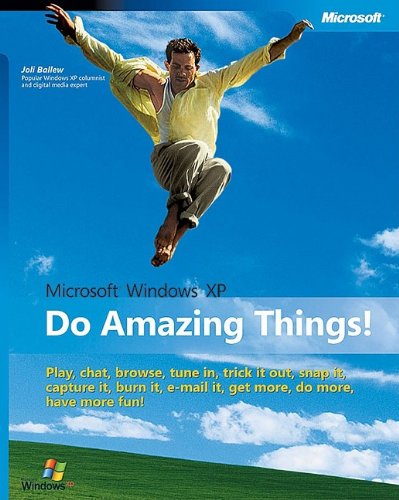 Microsoft
Joli Ballew
Popular Windows XP columnist
and digital media expert
Microsoft Windows XP
Do Amazing Things!
Play, chat, browse, tune in, trick it out, snap it,
capture it, burn it, e-mail it, get more, do more,
have more fun!
Windows XP